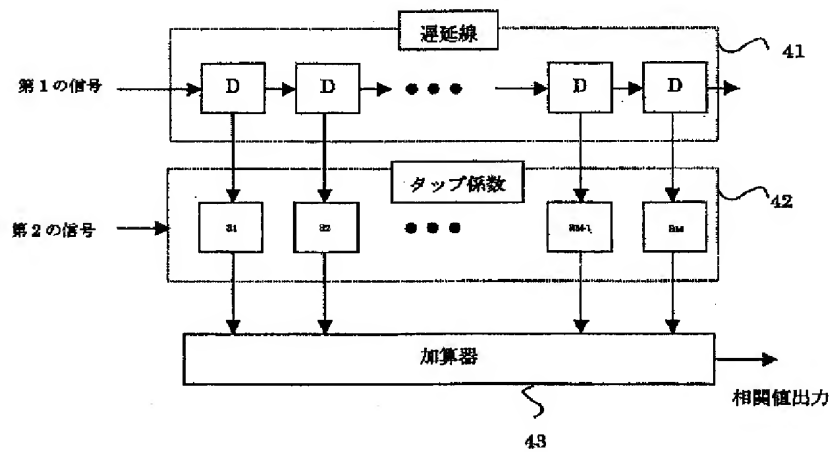 遅延線
41
第1の信号
D D ••• D D
タップ係数
42
第2の信号
a1 a2 ••• aM-1 aM
加算器
相関値出力
43